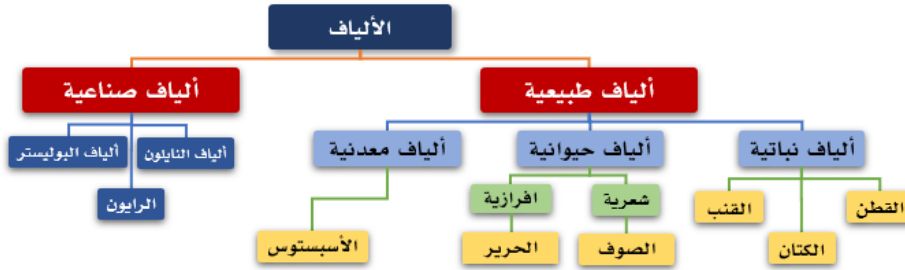 الألياف
ألياف طبيعية
ألياف صناعية
ألياف نباتية
ألياف حيوانية
ألياف معدنية
ألياف النايلون
ألياف البوليستر
شعرية
افرازية
الرايون
القطن
القنب
الكتان
الصوف
الحرير
الأسبستوس